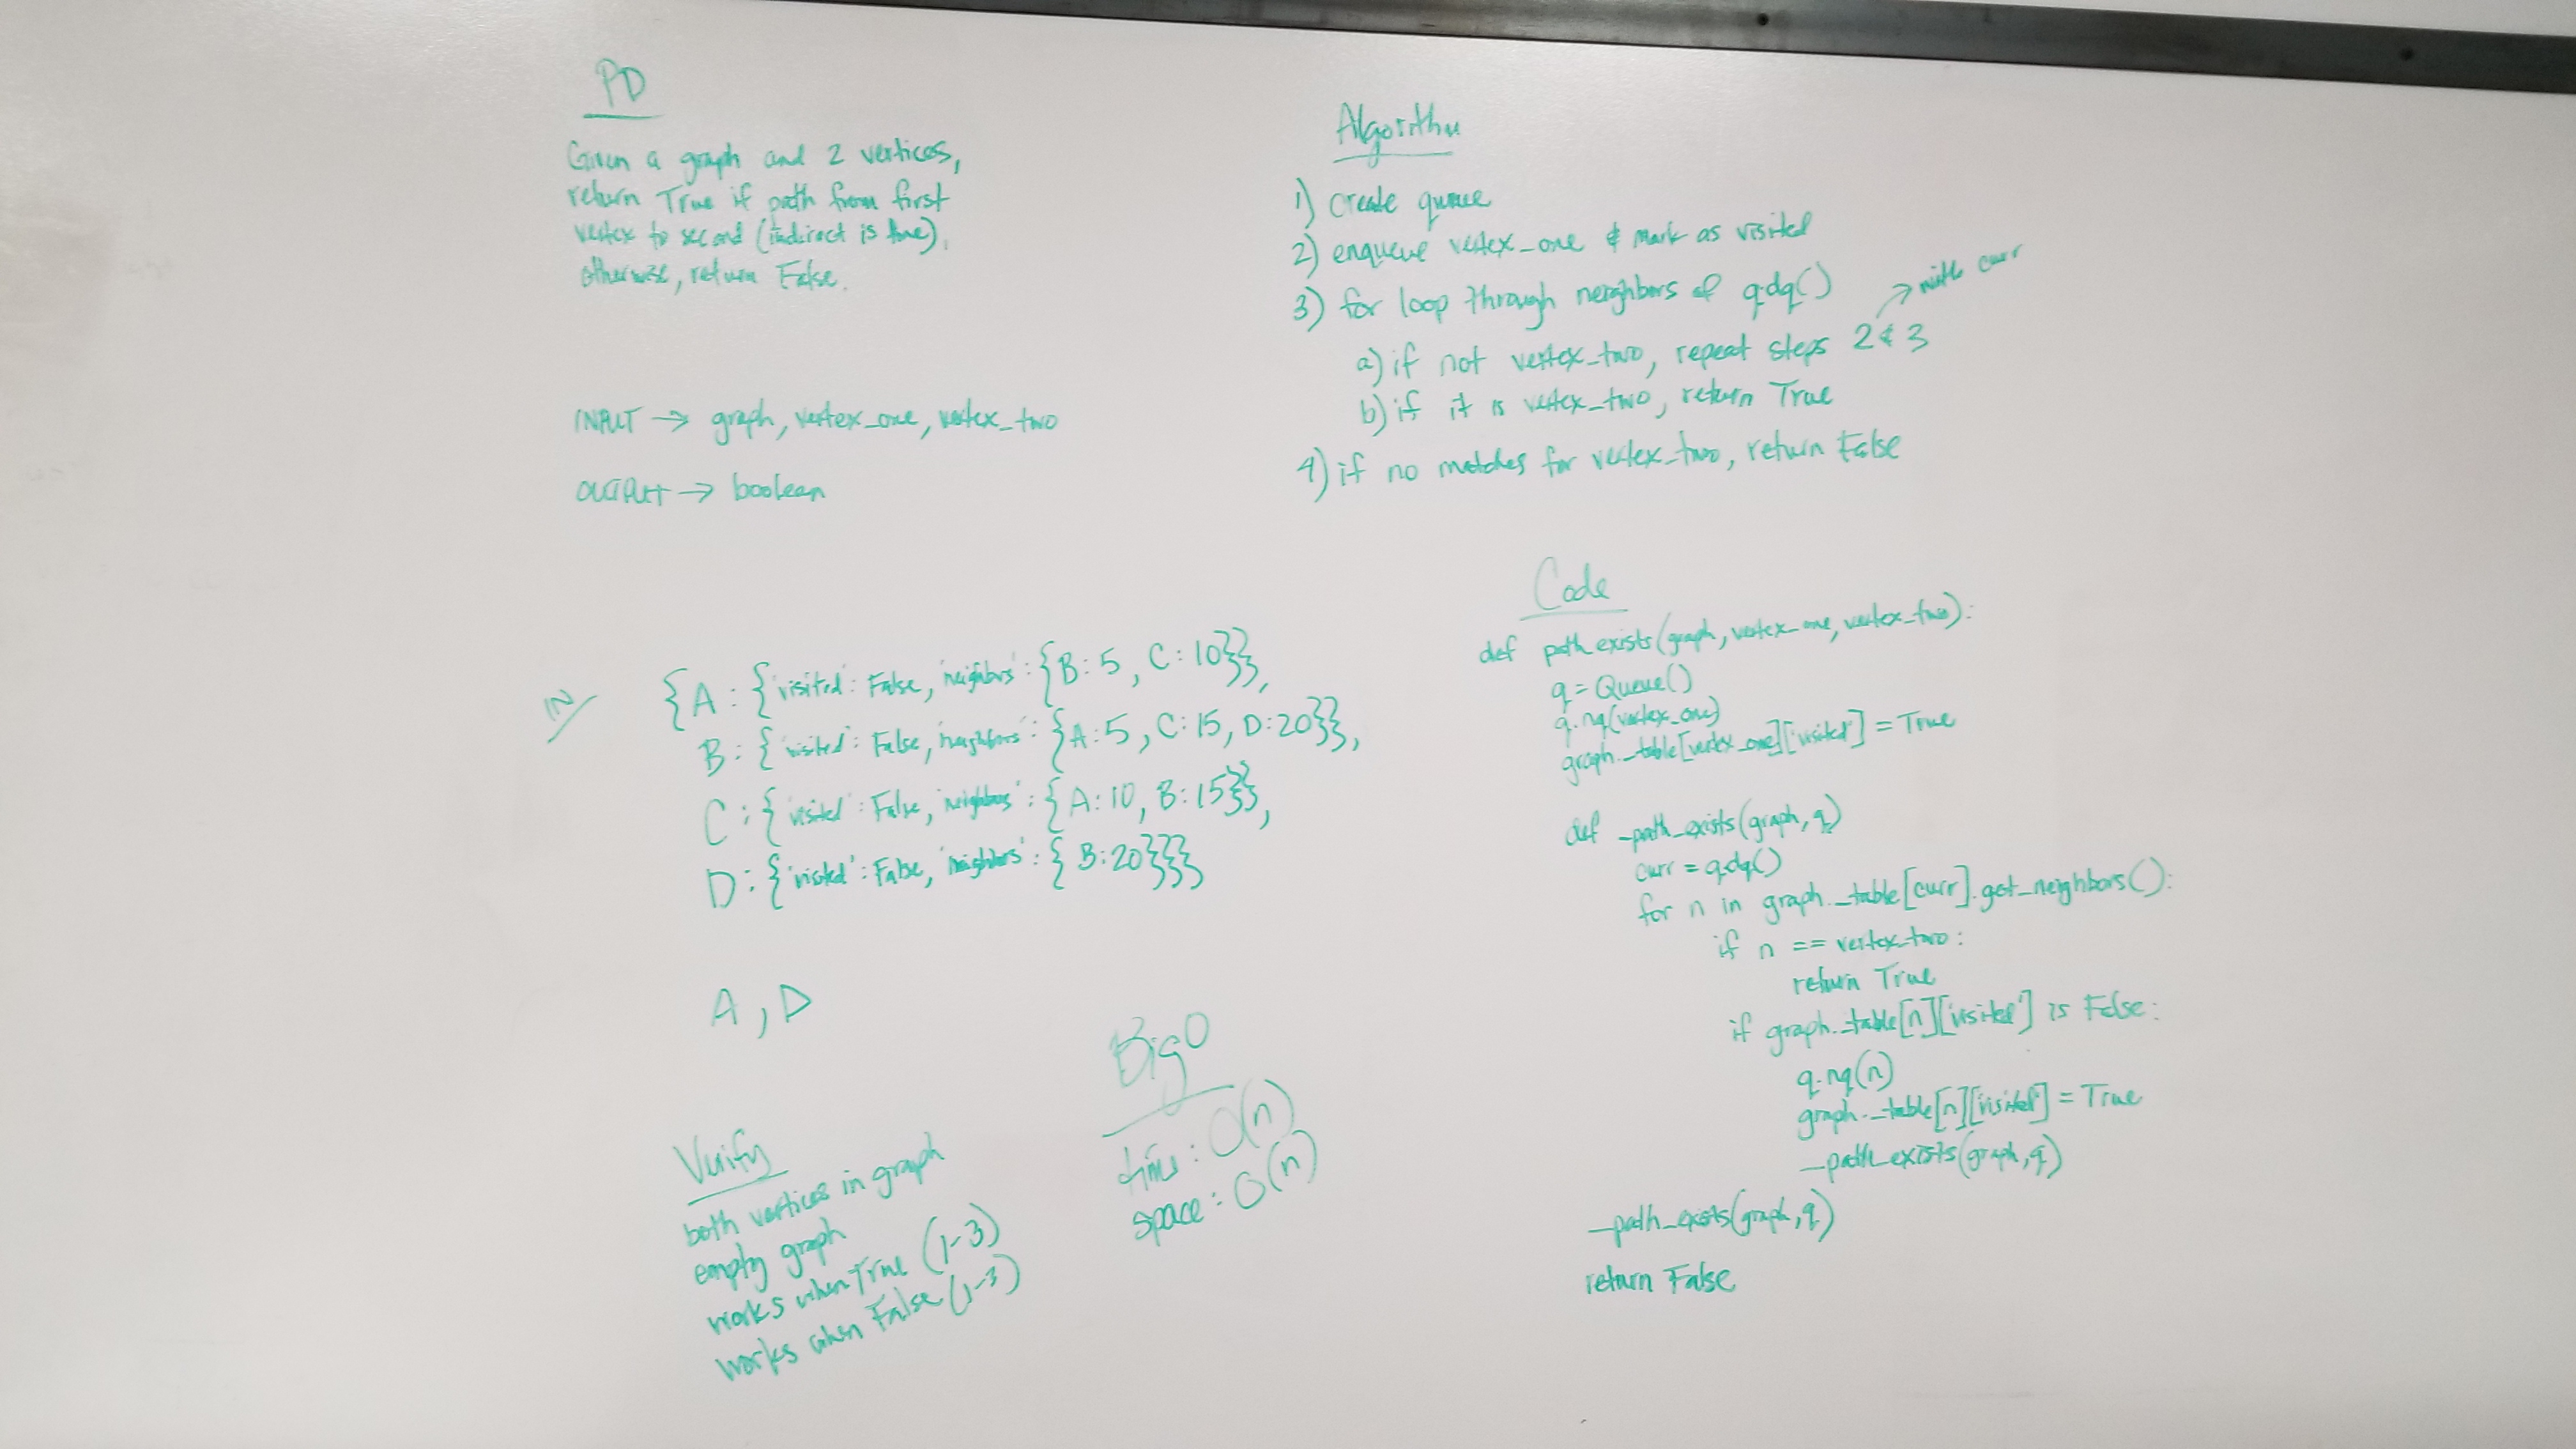 PD
Given a graph and 2 vertices,
return True if path from first
vertex to second (indirect is fine).
otherwise, return False.
INPUT → graph, vertex_one, vertex_two
OUTPUT → boolean
IN
{A: {'visited': False, 'neighbors': {B:5, C:10}},
B: {'visited': False, 'neighbors': {A:5, C:15, D:20}},
C: {'visited': False, 'neighbors': {A:10, B:15}},
D: {'visited': False, 'neighbors': {B:20}}}
A, D
Verify
both vertices in graph
empty graph
works when True (1-3)
works when False (1-3)
Big O
time: O(n)
space: O(n)
Algorithm
1) create queue
2) enqueue vertex_one & mark as visited
3) for loop through neighbors of q.dq()
→ with curr
a) if not vertex_two, repeat steps 2 & 3
b) if it is vertex_two, return True
4) if no matches for vertex_two, return False
Code
def path_exists(graph, vertex_one, vertex_two):
q = Queue()
q.nq(vertex_one)
graph._table[vertex_one]['visited'] = True
def _path_exists(graph, q)
curr = q.dq()
for n in graph._table[curr].get_neighbors():
if n == vertex_two:
return True
if graph._table[n]['visited'] is False:
q.nq(n)
graph._table[n]['visited'] = True
_path_exists(graph, q)
_path_exists(graph, q)
return False